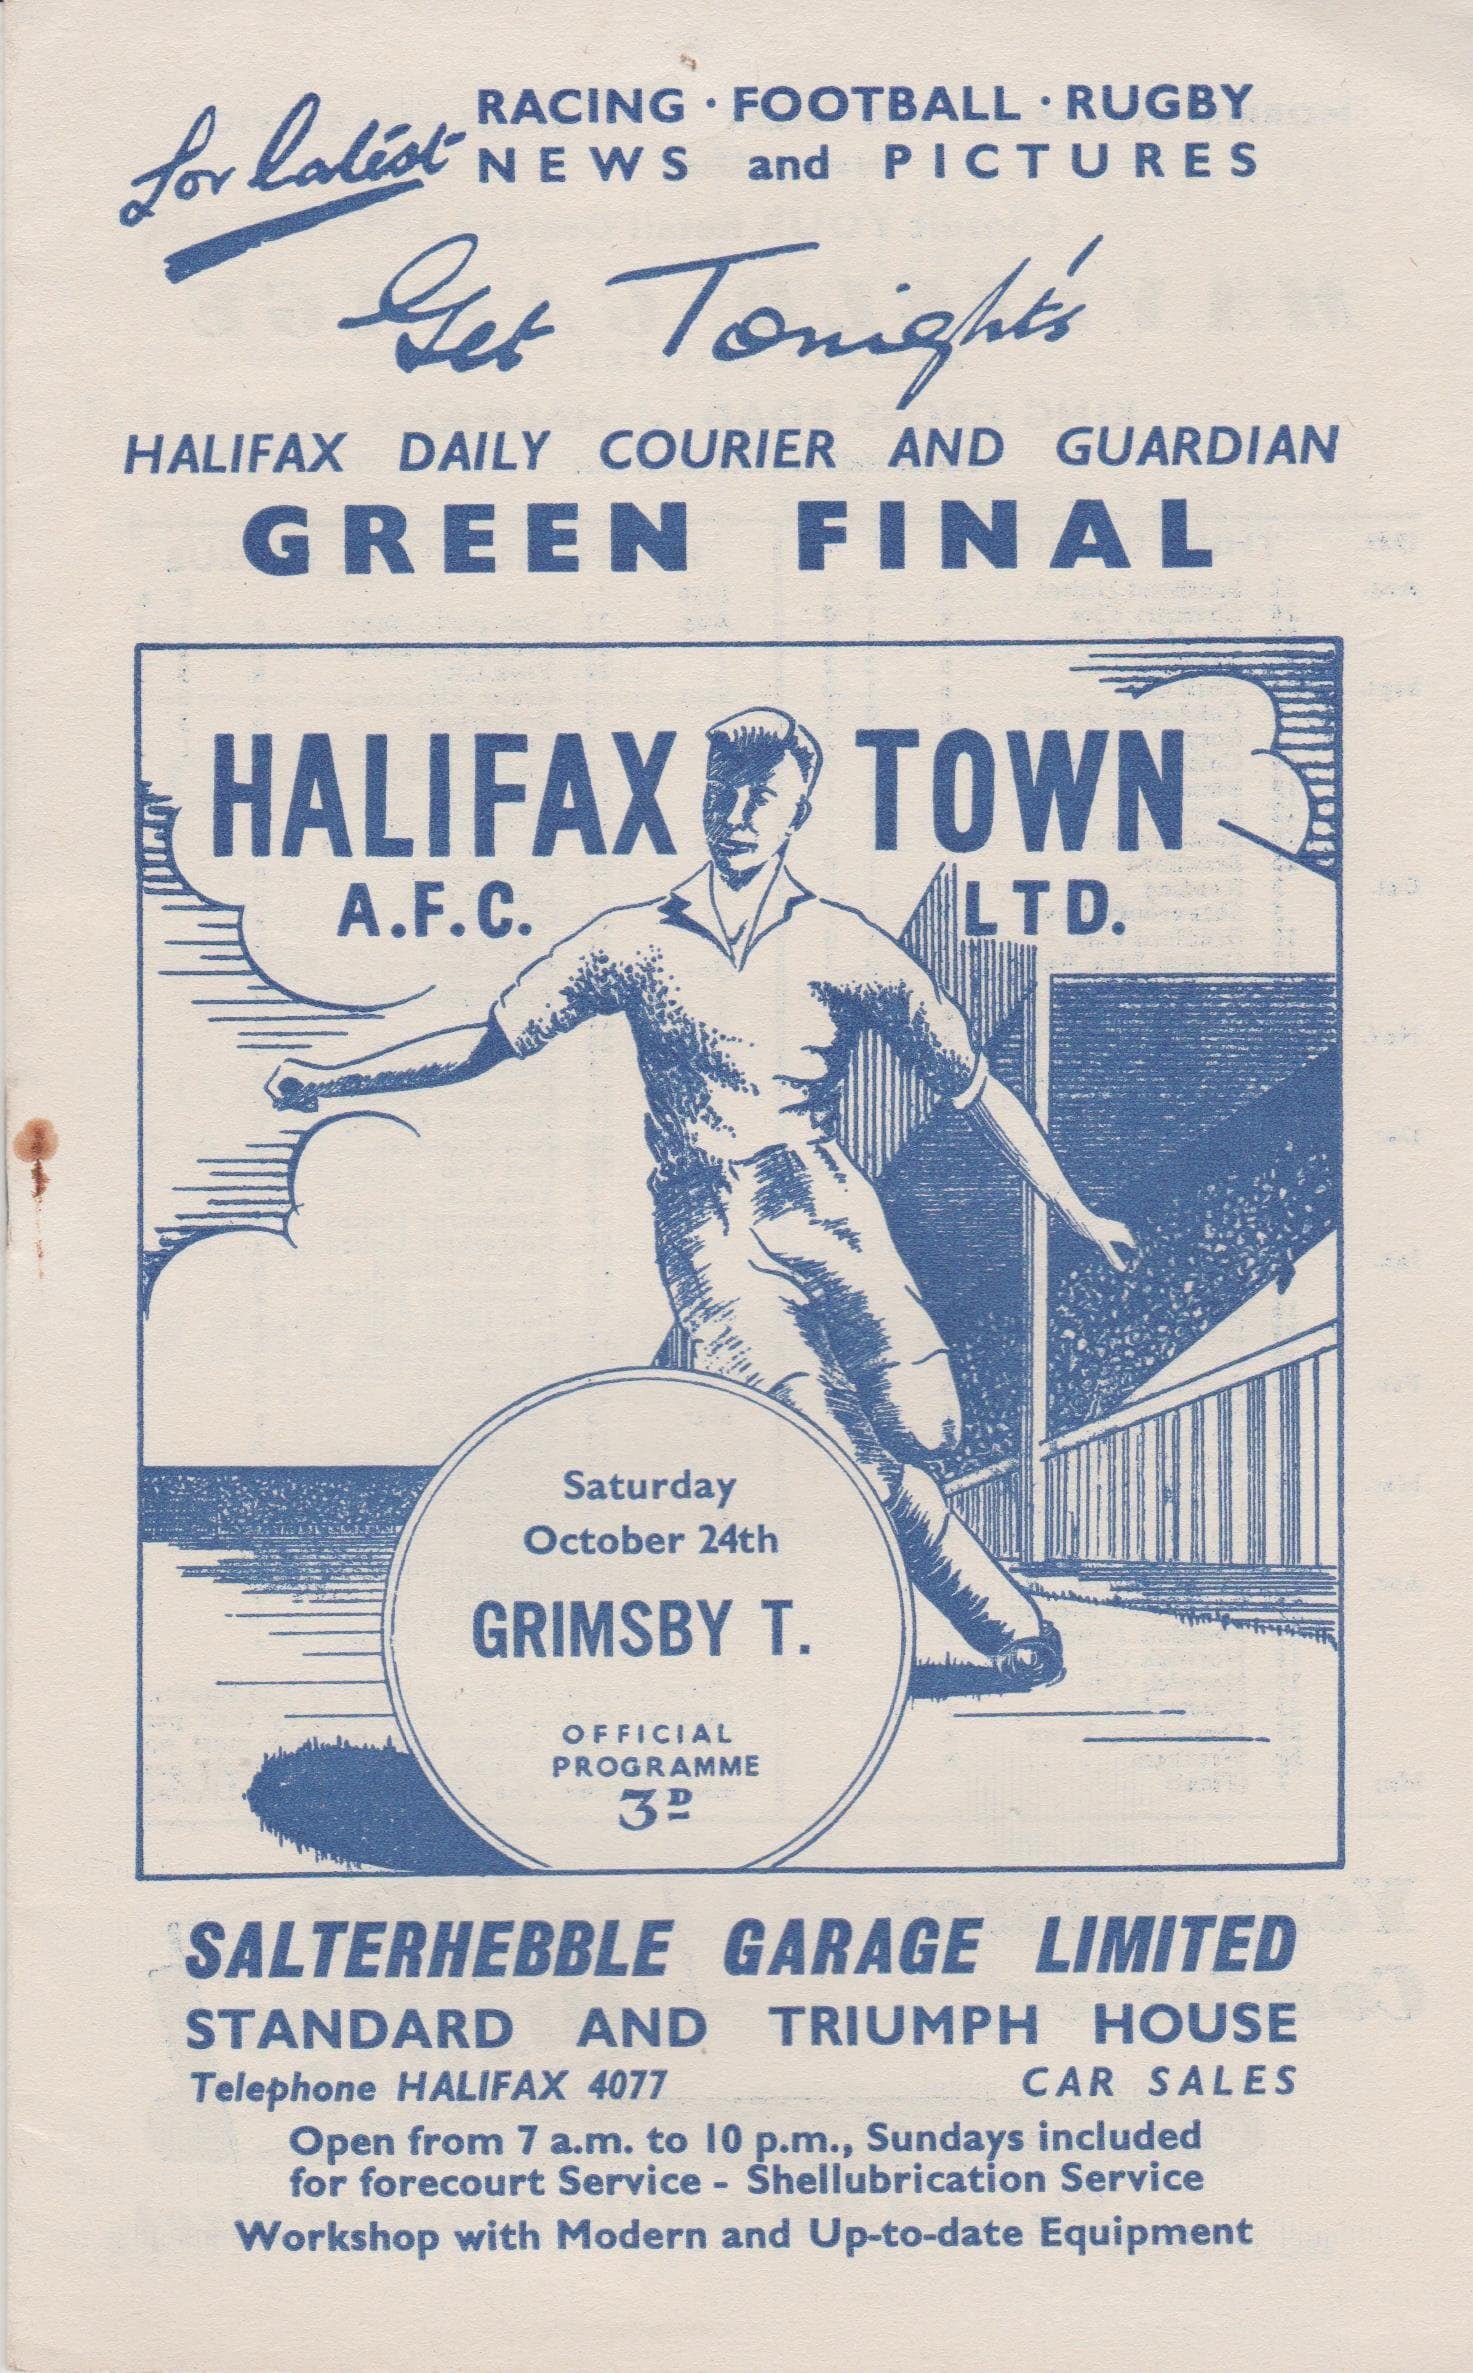 For latest RACING · FOOTBALL · RUGBY
NEWS and PICTURES
Get Tonight's
HALIFAX DAILY COURIER AND GUARDIAN
GREEN FINAL
HALIFAX TOWN
A.F.C. LTD.
Saturday
October 24th
GRIMSBY T.
OFFICIAL
PROGRAMME
3D
SALTERHEBBLE GARAGE LIMITED
STANDARD AND TRIUMPH HOUSE
Telephone HALIFAX 4077 CAR SALES
Open from 7 a.m. to 10 p.m., Sundays included
for forecourt Service - Shellubrication Service
Workshop with Modern and Up-to-date Equipment